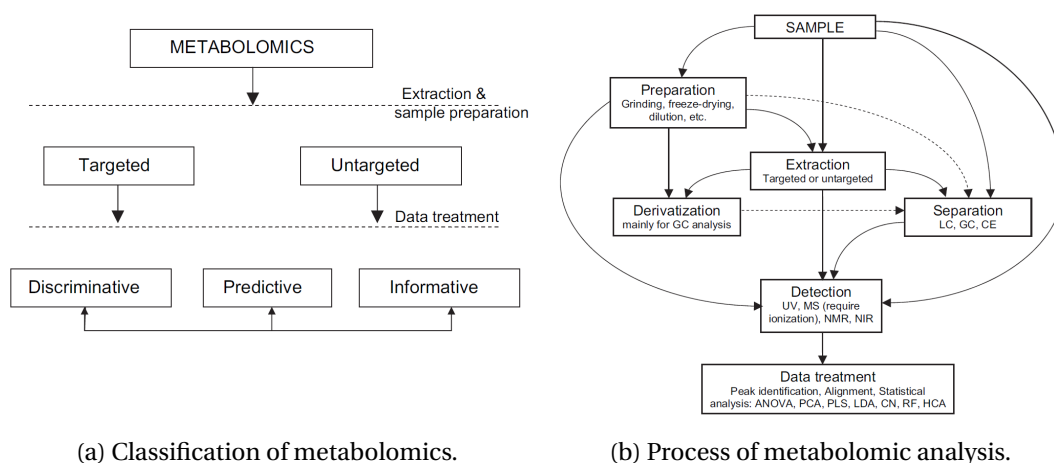 METABOLOMICS
Extraction &
sample preparation
Targeted
Untargeted
Data treatment
Discriminative
Predictive
Informative
(a) Classification of metabolomics.
SAMPLE
Preparation
Grinding, freeze-drying,
dilution, etc.
Extraction
Targeted or untargeted
Derivatization
mainly for GC analysis
Separation
LC, GC, CE
Detection
UV, MS (require
ionization), NMR, NIR
Data treatment
Peak identification, Alignment, Statistical
analysis: ANOVA, PCA, PLS, LDA, CN, RF, HCA
(b) Process of metabolomic analysis.